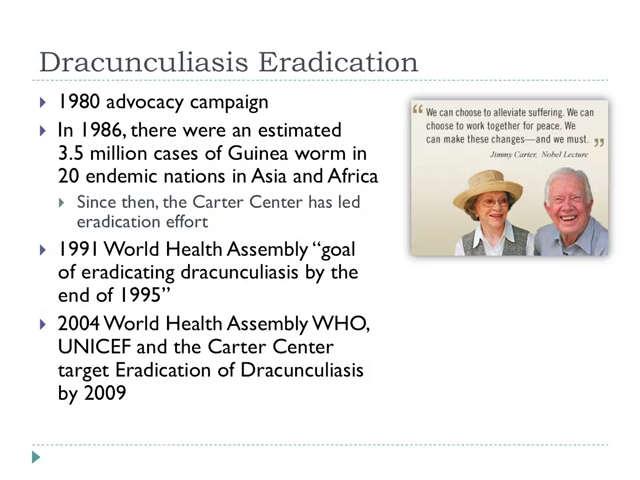 Dracunculiasis Eradication
1980 advocacy campaign
In 1986, there were an estimated
3.5 million cases of Guinea worm in
20 endemic nations in Asia and Africa
Since then, the Carter Center has led
eradication effort
1991 World Health Assembly “goal
of eradicating dracunculiasis by the
end of 1995”
2004 World Health Assembly WHO,
UNICEF and the Carter Center
target Eradication of Dracunculiasis
by 2009
“ We can choose to alleviate suffering. We can
choose to work together for peace. We
can make these changes—and we must. ”
Jimmy Carter, Nobel Lecture